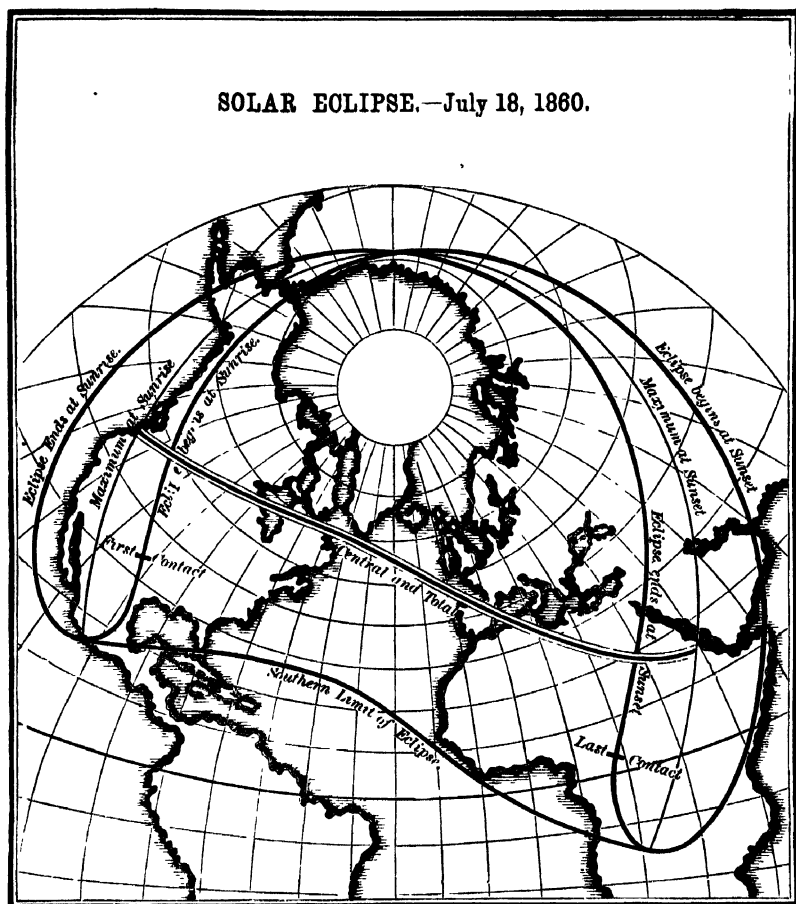 SOLAR ECLIPSE.—July 18, 1860.
Eclipse Ends at Sunrise.
Maximum at Sunrise
begins at Sunrise.
First Contact
Central and Total
Southern Limit of Eclipse.
Eclipse begins at Sunset
Maximum at Sunset
Eclipse ends at Sunset
Last Contact